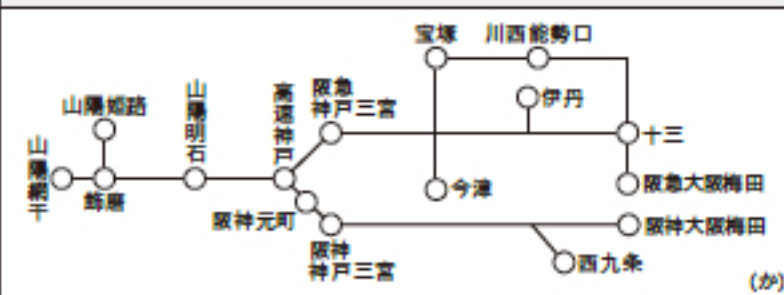 宝塚
川西能勢口
山陽姫路
山陽明石
高速神戸
阪急
神戸三宮
伊丹
十三
山陽網干
飾磨
今津
阪急大阪梅田
阪神元町
阪神大阪梅田
阪神
神戸三宮
西九条
(か)